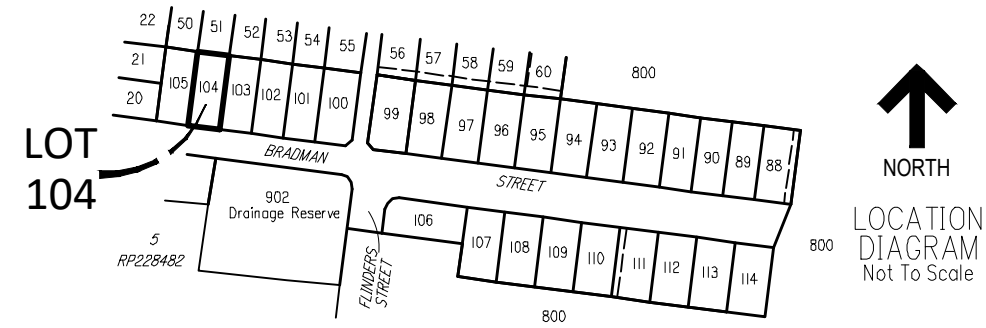 22 50 51 52 53 54 55 56 57 58 59 60 800
21 105 104 103 102 101 100 99 98 97 96 95 94 93 92 91 90 89 88
20
LOT
104
BRADMAN STREET
NORTH
902
Drainage Reserve
106 107 108 109 110 111 112 113 114 800
5
RP228482
FLINDERS
STREET
800
LOCATION
DIAGRAM
Not To Scale